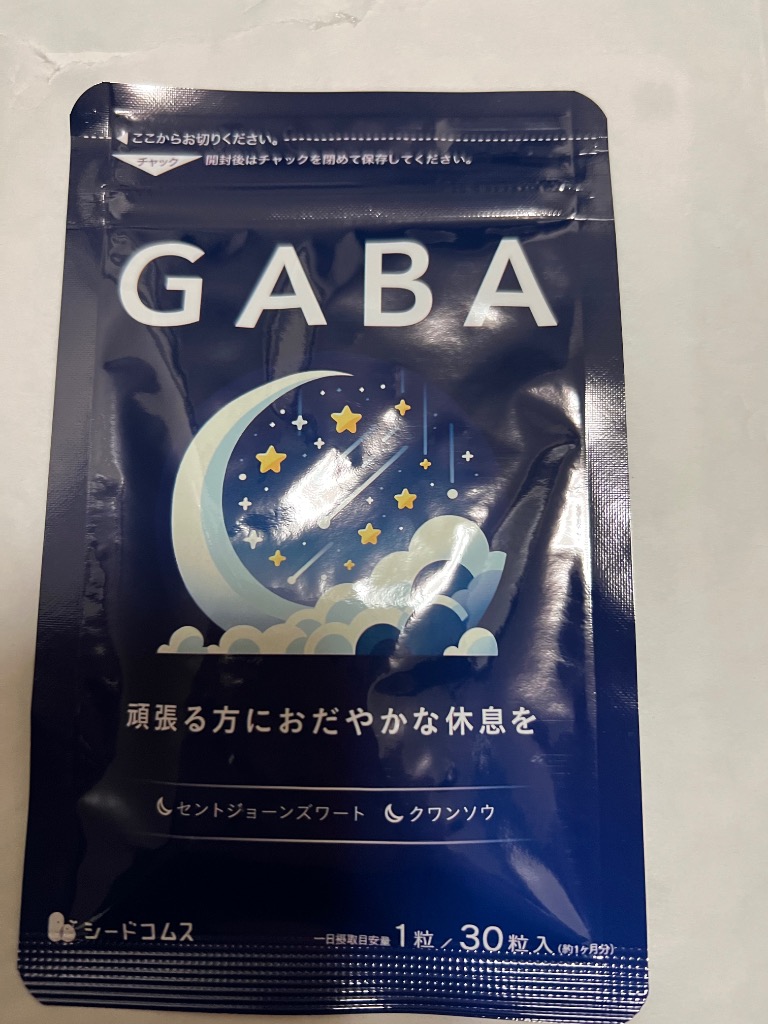 ここからお切りください。
チャック 開封後はチャックを閉めて保存してください。
GABA
頑張る方におだやかな休息を
セントジョーンズワート クワンソウ
シードコムス 一日摂取目安量1粒/30粒入(約1ヶ月分)